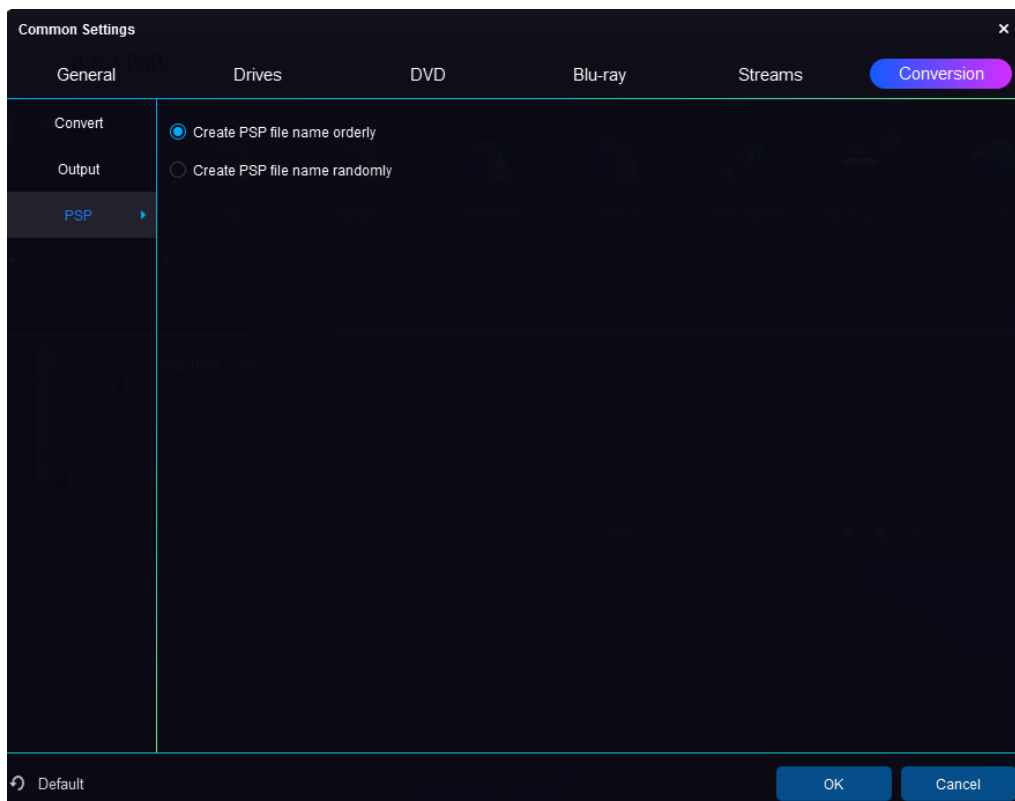 Common Settings
General Drives DVD Blu-ray Streams Conversion
Convert
Output
PSP
Create PSP file name orderly
Create PSP file name randomly
Default
OK Cancel